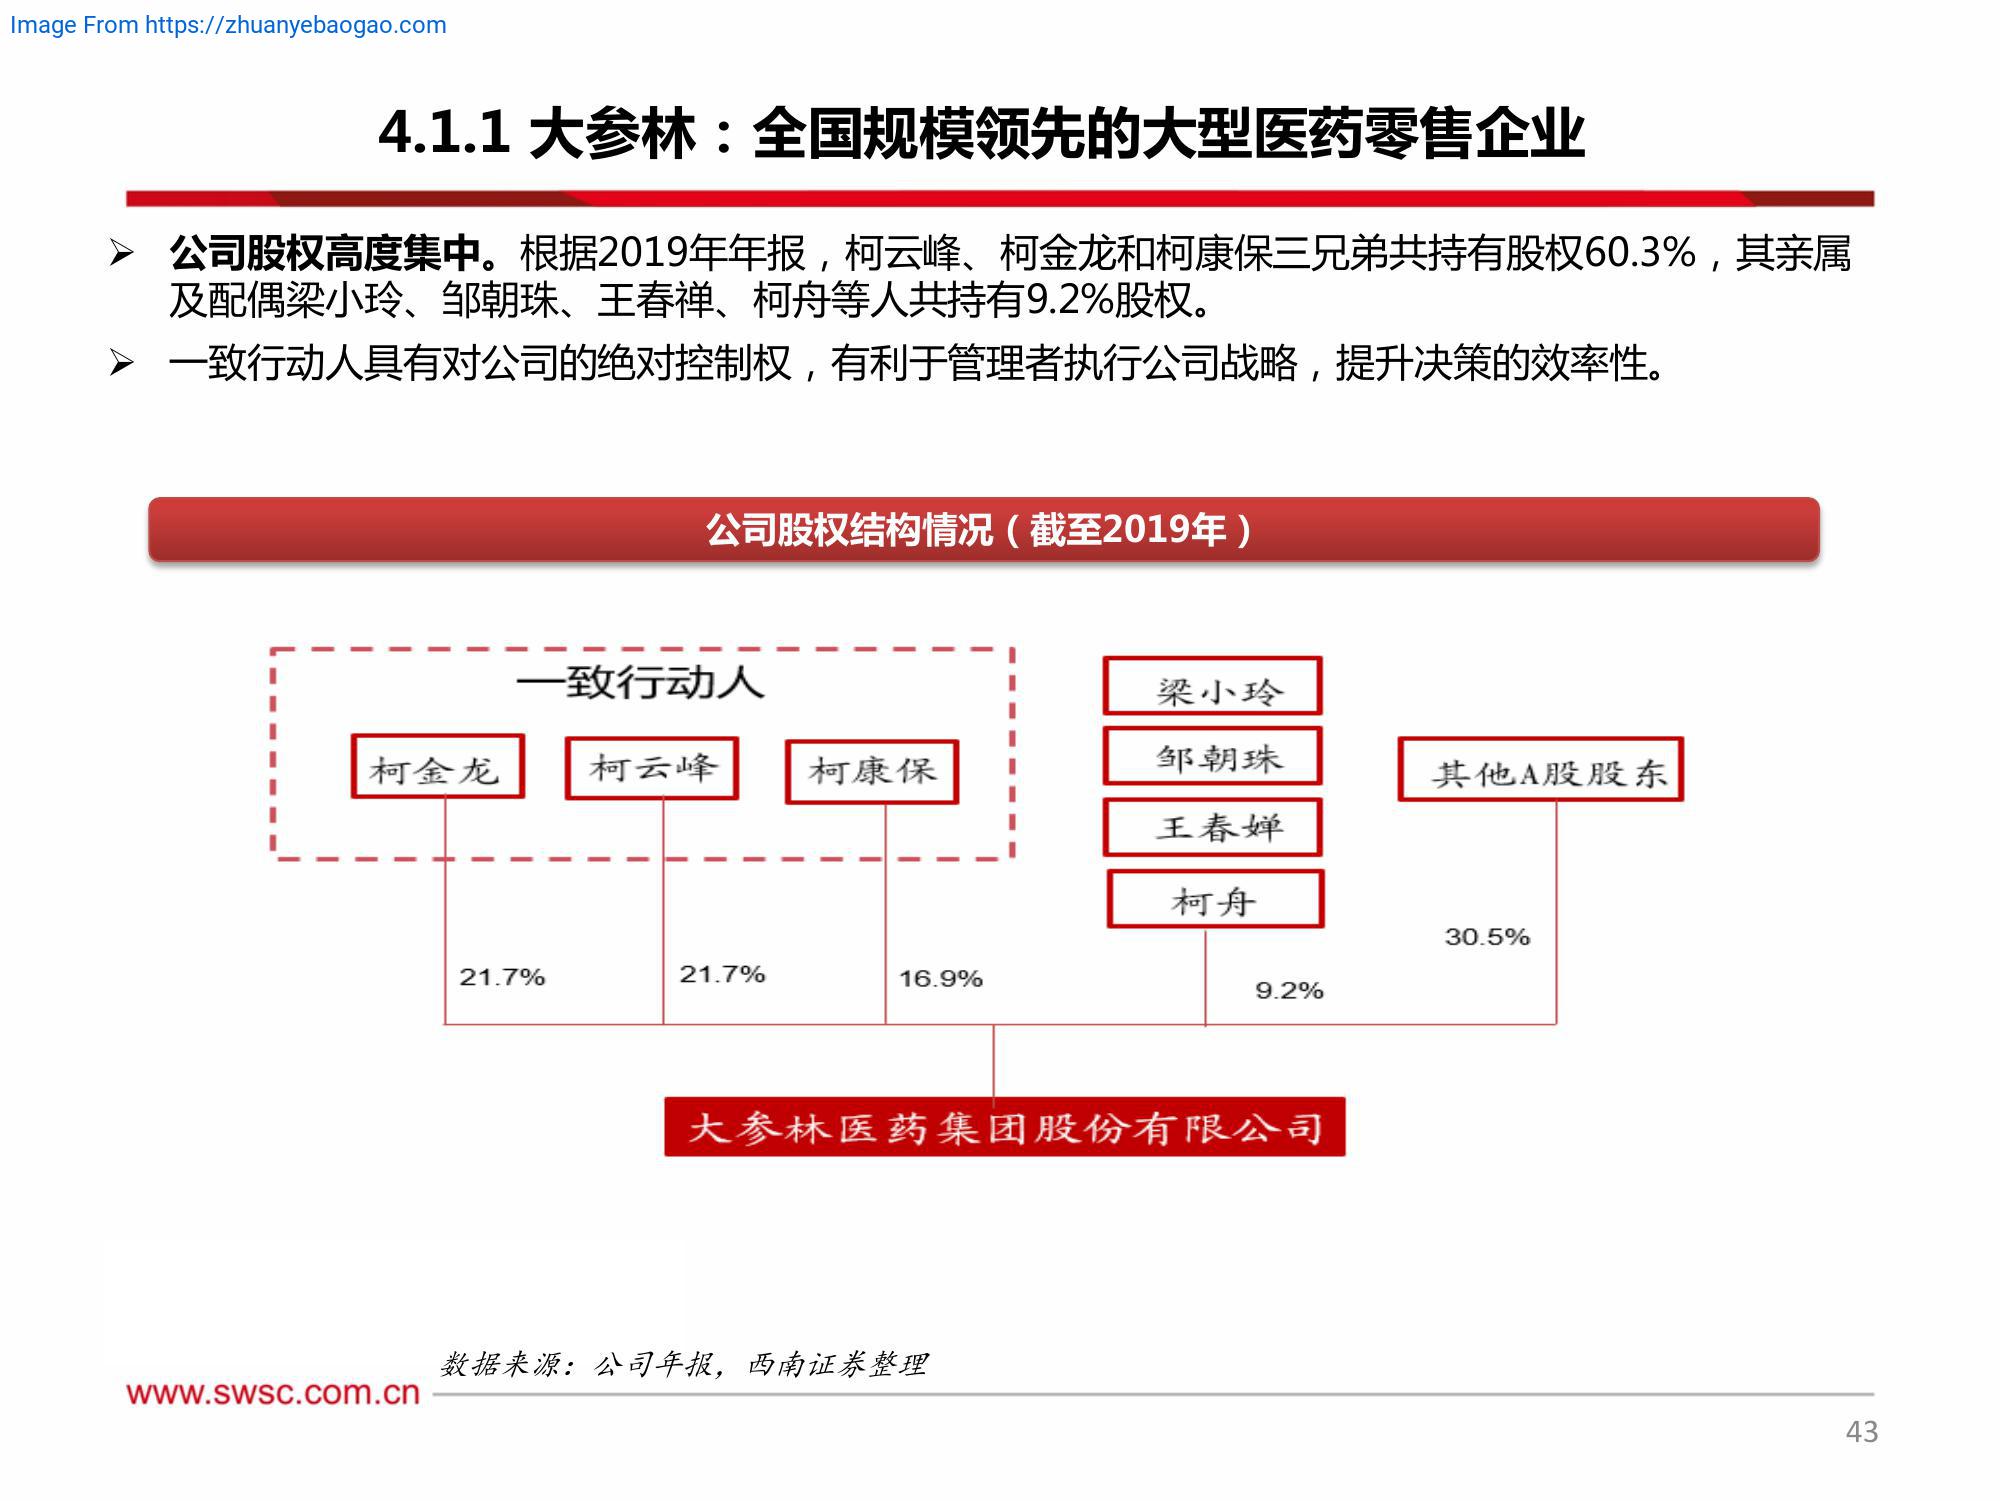 Image From https://zhuanyebaogao.com
4.1.1 大参林：全国规模领先的大型医药零售企业
➢ 公司股权高度集中。根据2019年年报，柯云峰、柯金龙和柯康保三兄弟共持有股权60.3%，其亲属
及配偶梁小玲、邹朝珠、王春禅、柯舟等人共持有9.2%股权。
➢ 一致行动人具有对公司的绝对控制权，有利于管理者执行公司战略，提升决策的效率性。
公司股权结构情况（截至2019年）
一致行动人
柯金龙
柯云峰
柯康保
梁小玲
邹朝珠
王春婵
柯舟
其他A股股东
21.7%
21.7%
16.9%
9.2%
30.5%
大参林医药集团股份有限公司
数据来源：公司年报，西南证券整理
www.swsc.com.cn
43